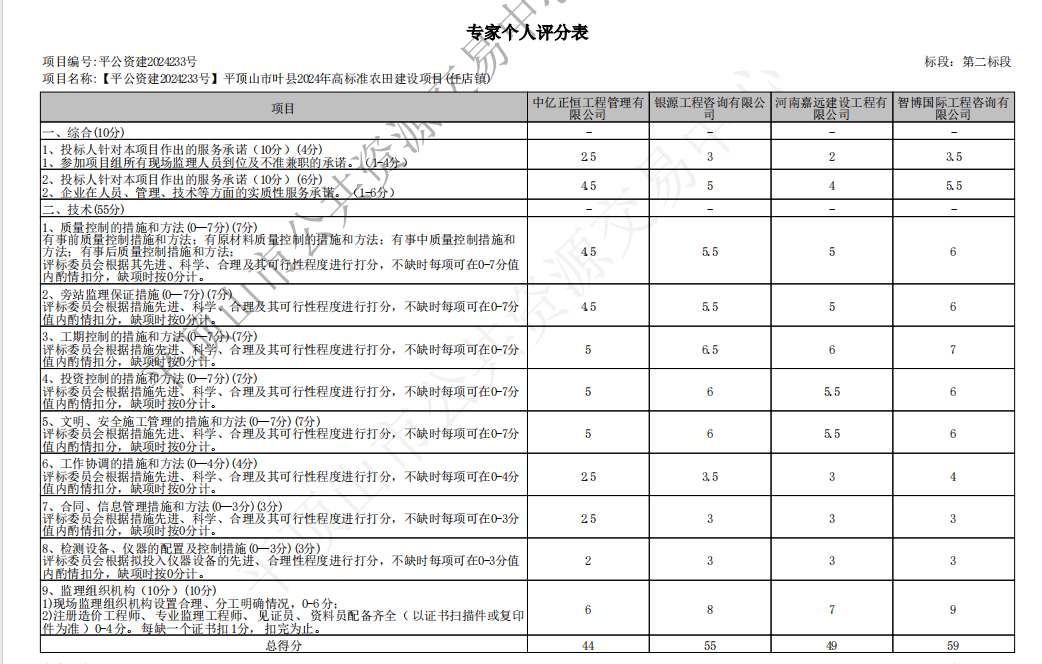 专家个人评分表
项目编号:平公资建2024233号 标段：第二标段
项目名称:【平公资建2024233号】平顶山市叶县2024年高标准农田建设项目(任店镇)
项目 中亿正恒工程管理有限公司 银源工程咨询有限公司 河南嘉远建设工程有限公司 智博国际工程咨询有限公司
一、综合(10分) - - - -
1、投标人针对本项目作出的服务承诺（10分）(4分)
1、参加项目组所有现场监理人员到位及不准兼职的承诺。（1-4分） 2.5 3 2 3.5
2、投标人针对本项目作出的服务承诺（10分）(6分)
2、企业在人员、管理、技术等方面的实质性服务承诺。（1-6分） 4.5 5 4 5.5
二、技术(55分) - - - -
1、质量控制的措施和方法(0—7分)(7分)
有事前质量控制措施和方法；有原材料质量控制的措施和方法；有事中质量控制措施和
方法；有事后质量控制措施和方法；
评标委员会根据其先进、科学、合理及其可行性程度进行打分，不缺时每项可在0-7分值
内酌情扣分，缺项时按0分计。 4.5 5.5 5 6
2、旁站监理保证措施(0—7分)(7分)
评标委员会根据措施先进、科学、合理及其可行性程度进行打分，不缺时每项可在0-7分
值内酌情扣分，缺项时按0分计。 4.5 5.5 5 6
3、工期控制的措施和方法(0—7分)(7分)
评标委员会根据措施先进、科学、合理及其可行性程度进行打分，不缺时每项可在0-7分
值内酌情扣分，缺项时按0分计。 5 6.5 6 7
4、投资控制的措施和方法(0—7分)(7分)
评标委员会根据措施先进、科学、合理及其可行性程度进行打分，不缺时每项可在0-7分
值内酌情扣分，缺项时按0分计。 5 6 5.5 6
5、文明、安全施工管理的措施和方法(0—7分)(7分)
评标委员会根据措施先进、科学、合理及其可行性程度进行打分，不缺时每项可在0-7分
值内酌情扣分，缺项时按0分计。 5 6 5.5 6
6、工作协调的措施和方法(0—4分)(4分)
评标委员会根据措施先进、科学、合理及其可行性程度进行打分，不缺时每项可在0-4分
值内酌情扣分，缺项时按0分计。 2.5 3.5 3 4
7、合同、信息管理措施和方法(0—3分)(3分)
评标委员会根据措施先进、科学、合理及其可行性程度进行打分，不缺时每项可在0-3分
值内酌情扣分，缺项时按0分计。 2.5 3 3 3
8、检测设备、仪器的配置及控制措施(0—3分)(3分)
评标委员会根据拟投入仪器设备的先进、合理性程度进行打分，不缺时每项可在0-3分值
内酌情扣分，缺项时按0分计。 2 3 3 3
9、监理组织机构（10分）(10分)
1)现场监理组织机构设置合理、分工明确情况，0-6分；
2)注册造价工程师、专业监理工程师、见证员、资料员配备齐全（以证书扫描件或复印
件为准）0-4分。每缺一个证书扣1分，扣完为止。 6 8 7 9
总得分 44 55 49 59
平顶山市公共资源交易中心
平顶山市公共资源交易中心